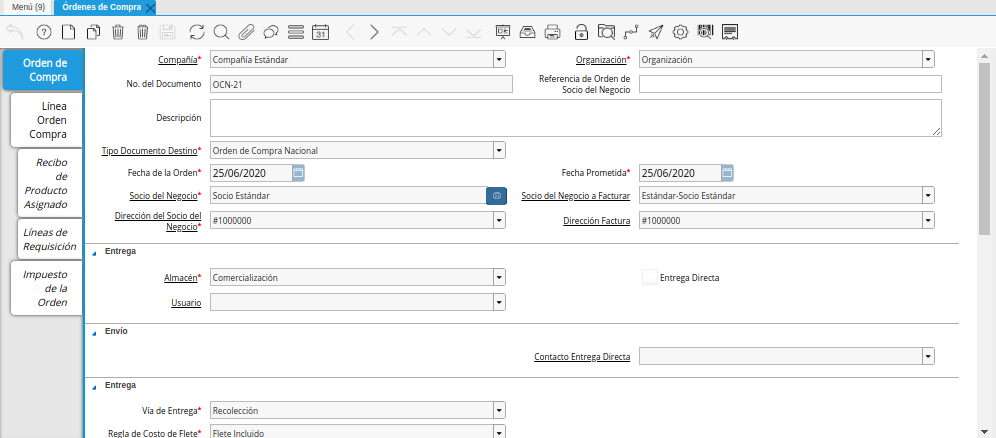 Menú (9)
Órdenes de Compra
31
Orden de
Compra
Línea
Orden
Compra
Recibo
de
Producto
Asignado
Líneas de
Requisición
Impuesto
de la
Orden
Compañía* Compañía Estándar
Organización* Organización
No. del Documento OCN-21
Referencia de Orden de
Socio del Negocio
Descripción
Tipo Documento Destino* Orden de Compra Nacional
Fecha de la Orden* 25/06/2020
Fecha Prometida* 25/06/2020
Socio del Negocio* Socio Estándar
Socio del Negocio a Facturar Estándar-Socio Estándar
Dirección del Socio del
Negocio* #1000000
Dirección Factura #1000000
Entrega
Almacén* Comercialización
Entrega Directa
Usuario
Envío
Contacto Entrega Directa
Entrega
Vía de Entrega* Recolección
Regla de Costo de Flete* Flete Incluido